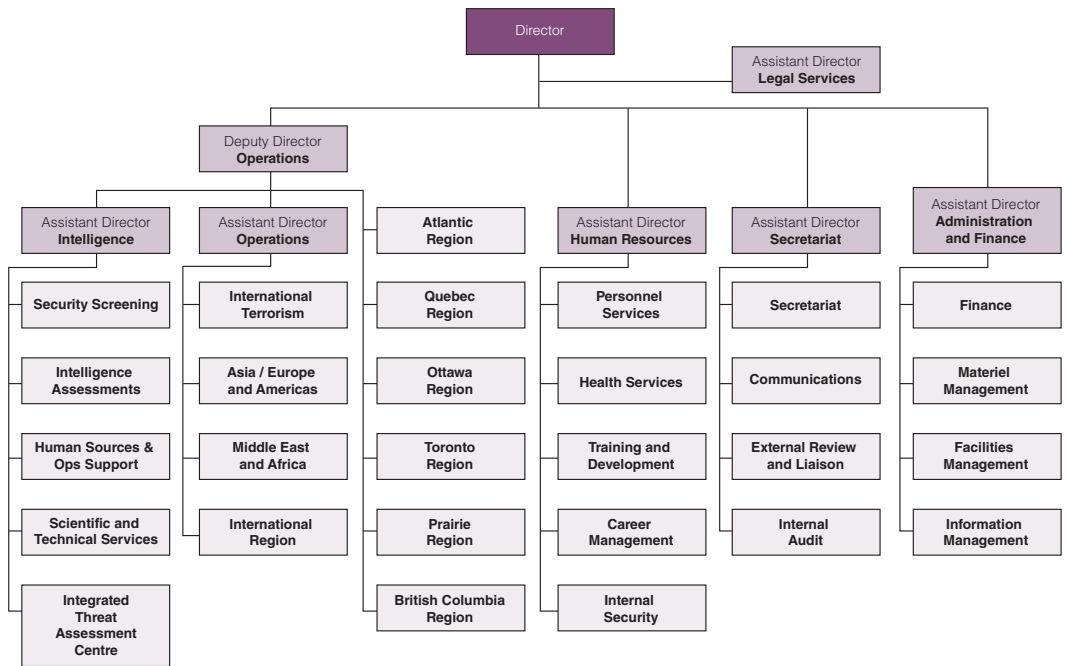 Director
Assistant Director
Legal Services
Deputy Director
Operations
Assistant Director
Intelligence
Security Screening
Intelligence
Assessments
Human Sources &
Ops Support
Scientific and
Technical Services
Integrated
Threat
Assessment
Centre
Assistant Director
Operations
International
Terrorism
Asia / Europe
and Americas
Middle East
and Africa
International
Region
Atlantic
Region
Quebec
Region
Ottawa
Region
Toronto
Region
Prairie
Region
British Columbia
Region
Assistant Director
Human Resources
Personnel
Services
Health Services
Training and
Development
Career
Management
Internal
Security
Assistant Director
Secretariat
Secretariat
Communications
External Review
and Liaison
Internal
Audit
Assistant Director
Administration
and Finance
Finance
Materiel
Management
Facilities
Management
Information
Management